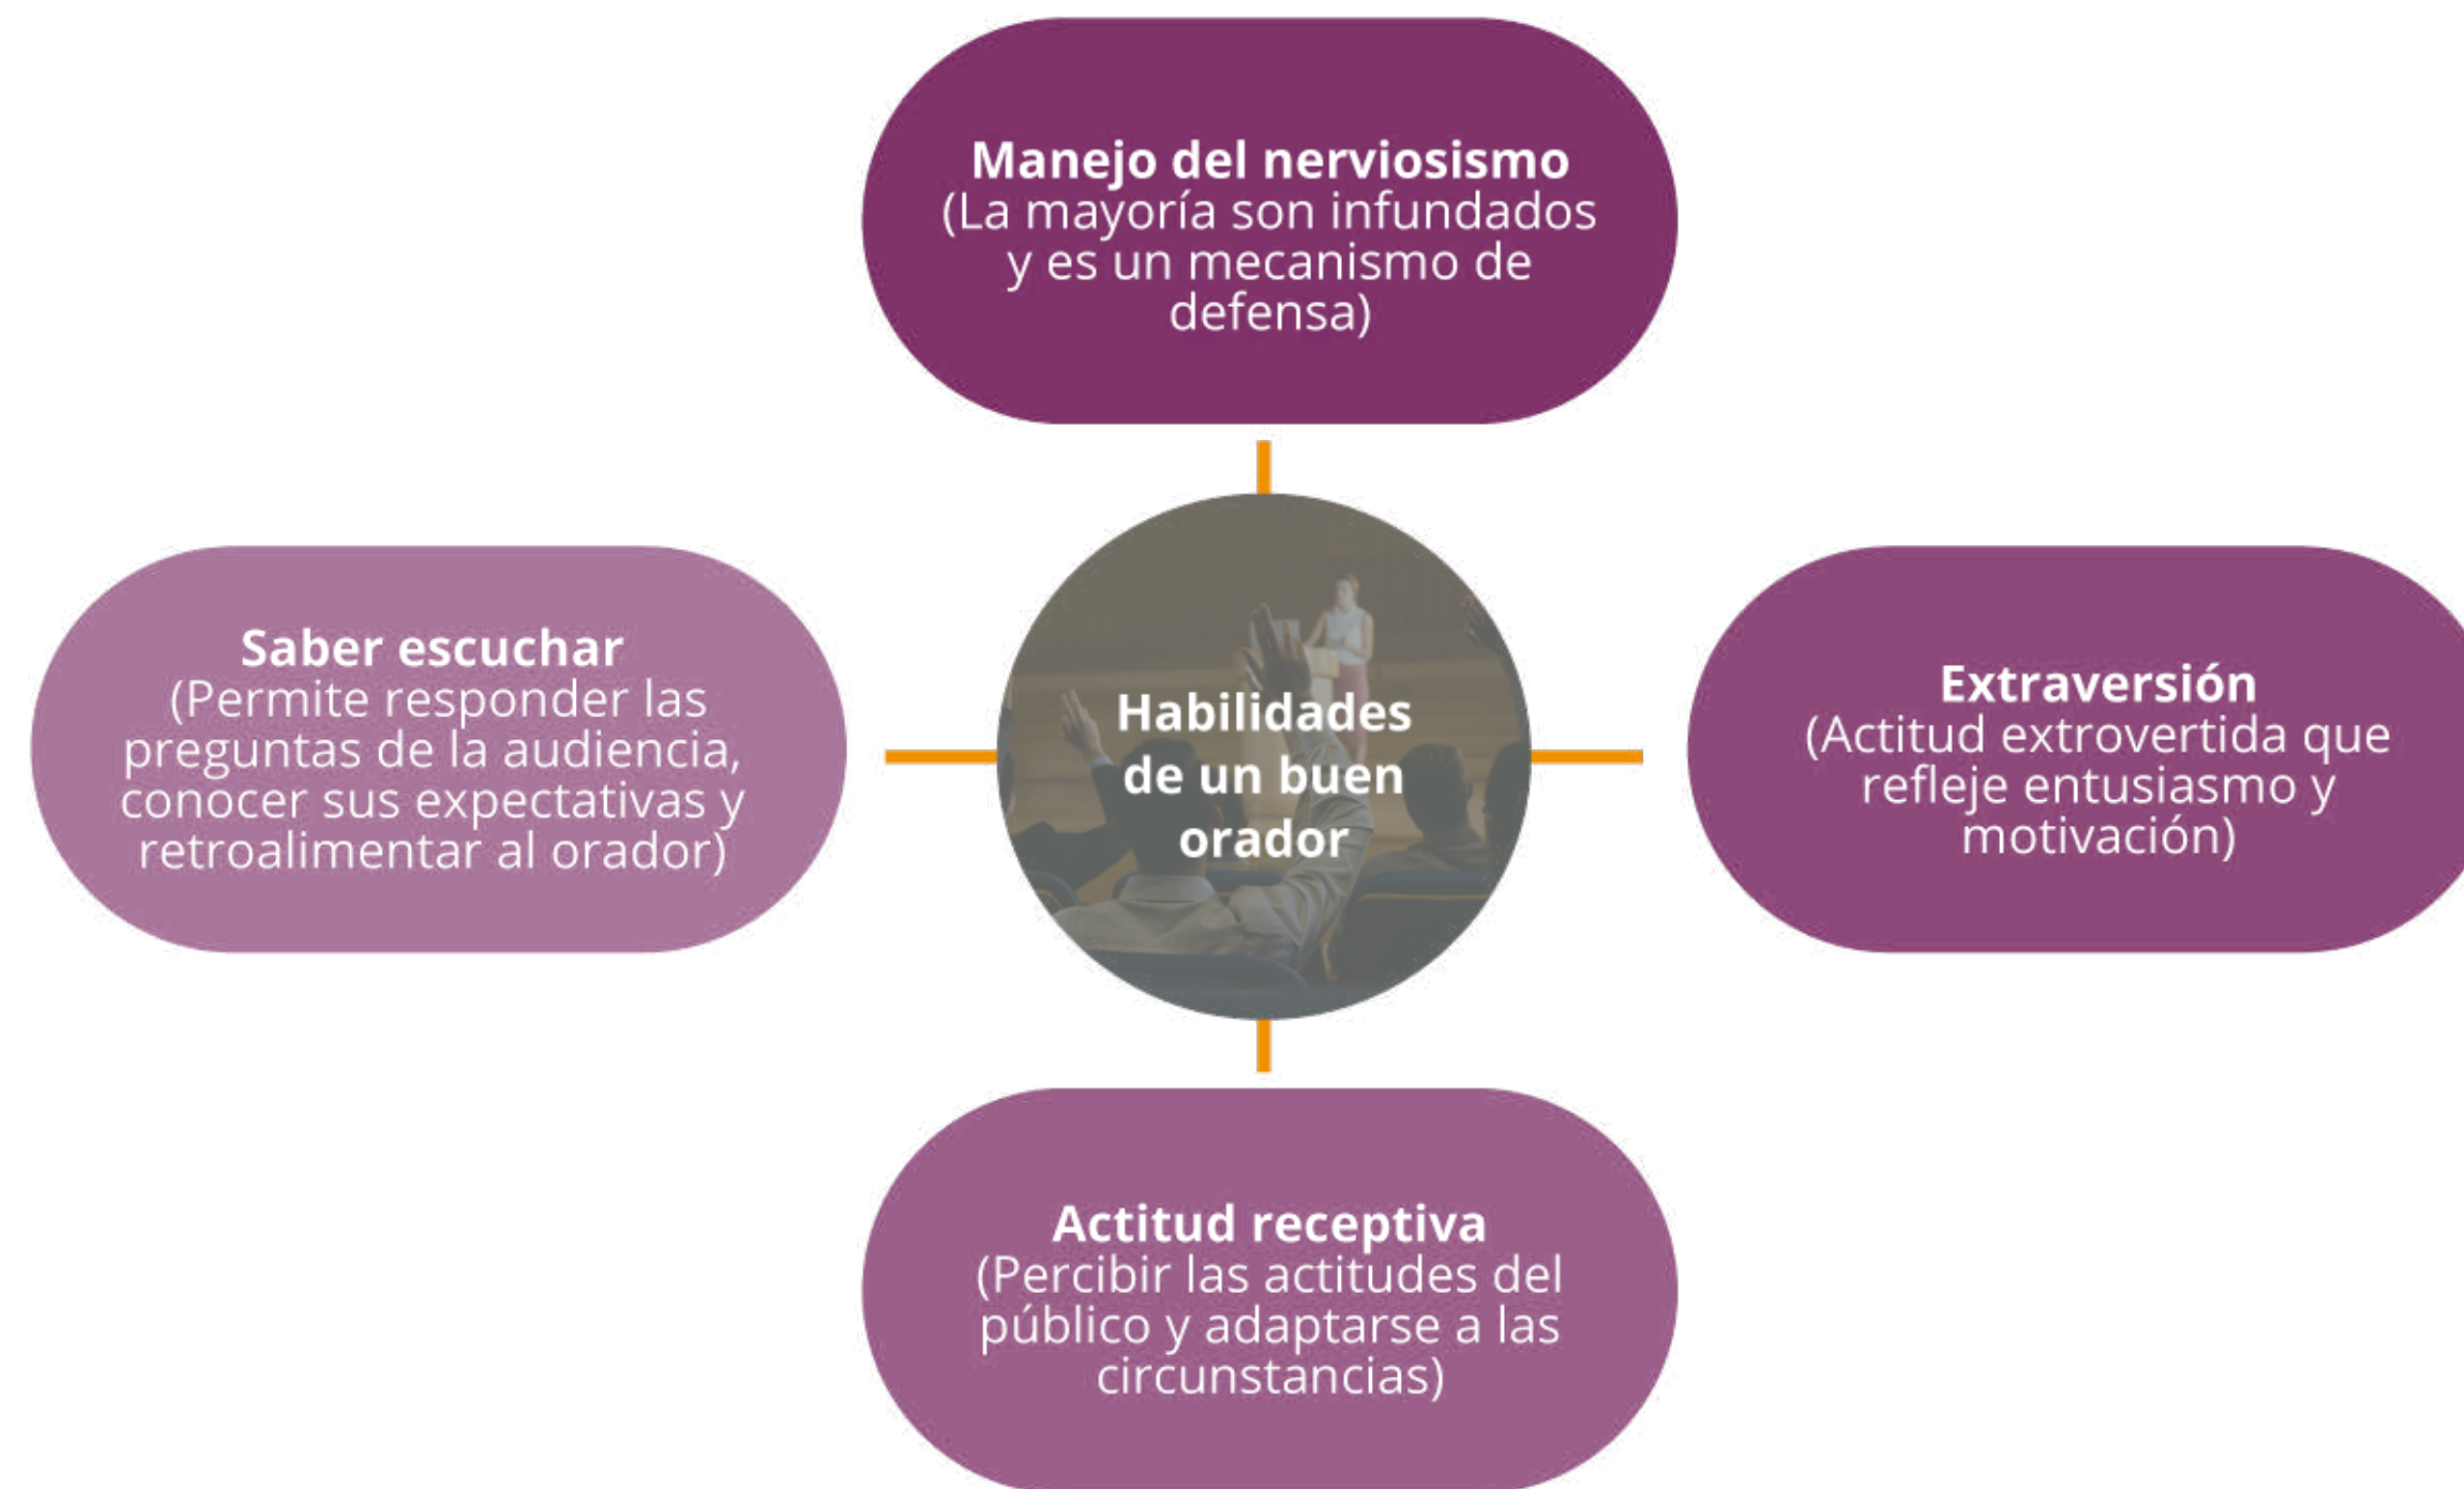 Manejo del nerviosismo
(La mayoría son infundados
y es un mecanismo de
defensa)
Saber escuchar
(Permite responder las
preguntas de la audiencia,
conocer sus expectativas y
retroalimentar al orador)
Habilidades
de un buen
orador
Extraversión
(Actitud extrovertida que
refleje entusiasmo y
motivación)
Actitud receptiva
(Percibir las actitudes del
público y adaptarse a las
circunstancias)